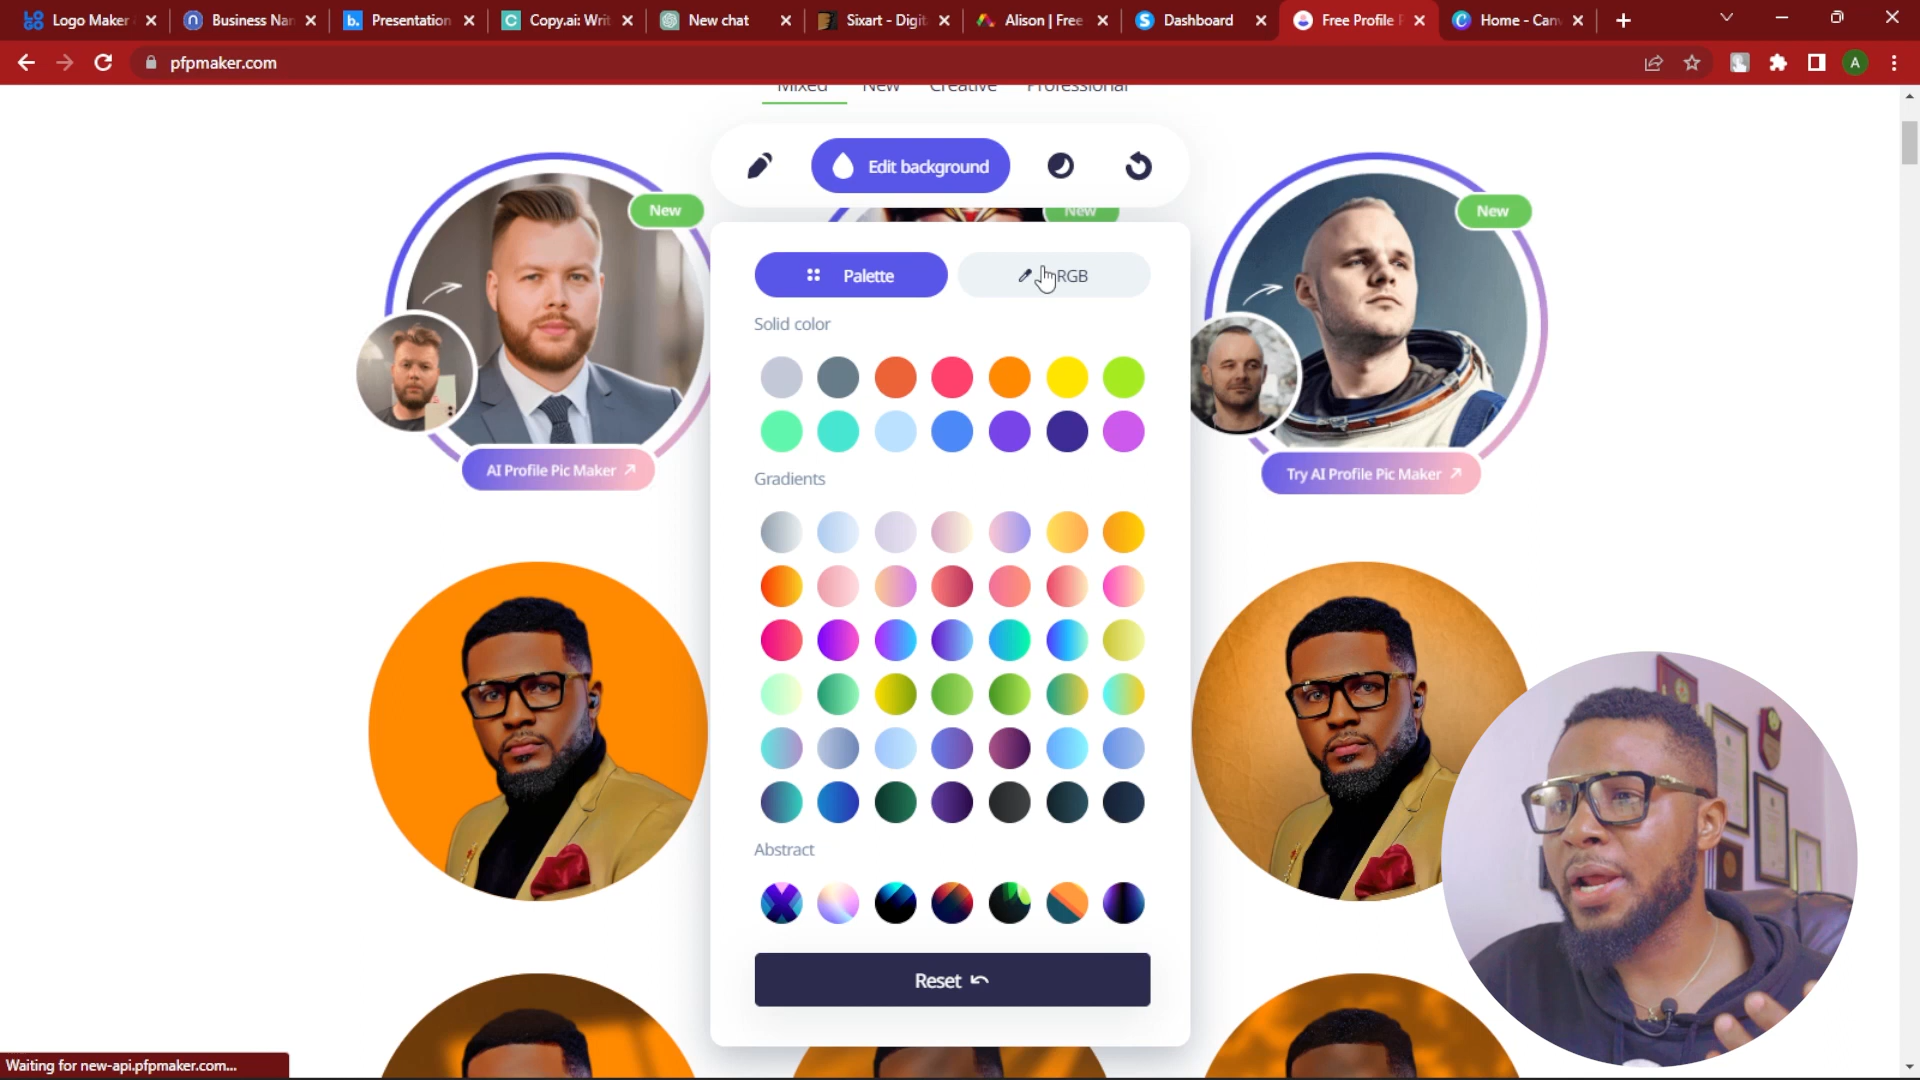 Logo Maker
Business Nar
b. Presentation
Copy.ai: Writ
New chat
Sixart - Digit
Alison | Free
Dashboard
Free Profile P
Home - Canv
pfpmaker.com
A
Mixed New Creative Professional
Edit background
New
New
New
Palette
RGB
Solid color
AI Profile Pic Maker
Try AI Profile Pic Maker
Gradients
Abstract
Reset
Waiting for new-api.pfpmaker.com...